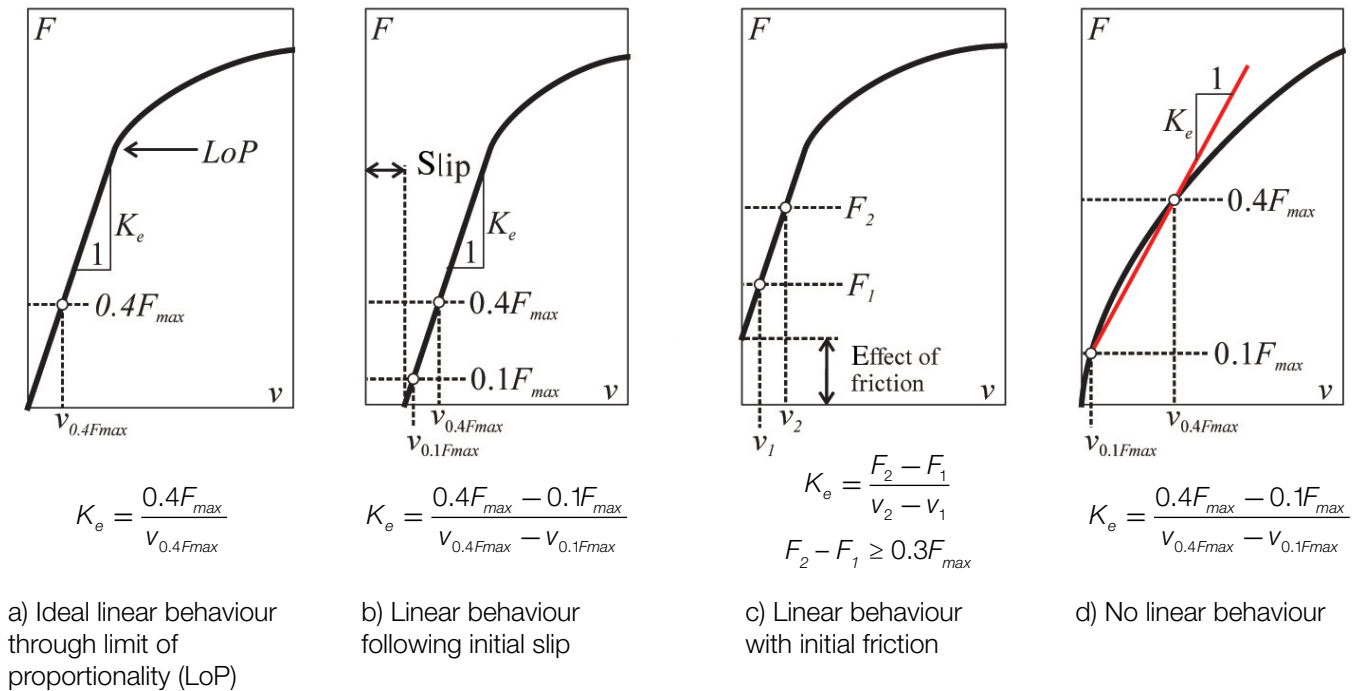 F
LoP
K_e
1
0.4F_max
v
v_0.4Fmax
K_e = 0.4F_max / v_0.4Fmax
a) Ideal linear behaviour
through limit of
proportionality (LoP)
F
Slip
K_e
1
0.4F_max
0.1F_max
v
v_0.4Fmax
v_0.1Fmax
K_e = (0.4F_max − 0.1F_max) / (v_0.4Fmax − v_0.1Fmax)
b) Linear behaviour
following initial slip
F
F_2
F_1
Effect of
friction
v
v_2
v_1
K_e = (F_2 − F_1) / (v_2 − v_1)
F_2 − F_1 ≥ 0.3F_max
c) Linear behaviour
with initial friction
F
1
K_e
0.4F_max
0.1F_max
v
v_0.4Fmax
v_0.1Fmax
K_e = (0.4F_max − 0.1F_max) / (v_0.4Fmax − v_0.1Fmax)
d) No linear behaviour